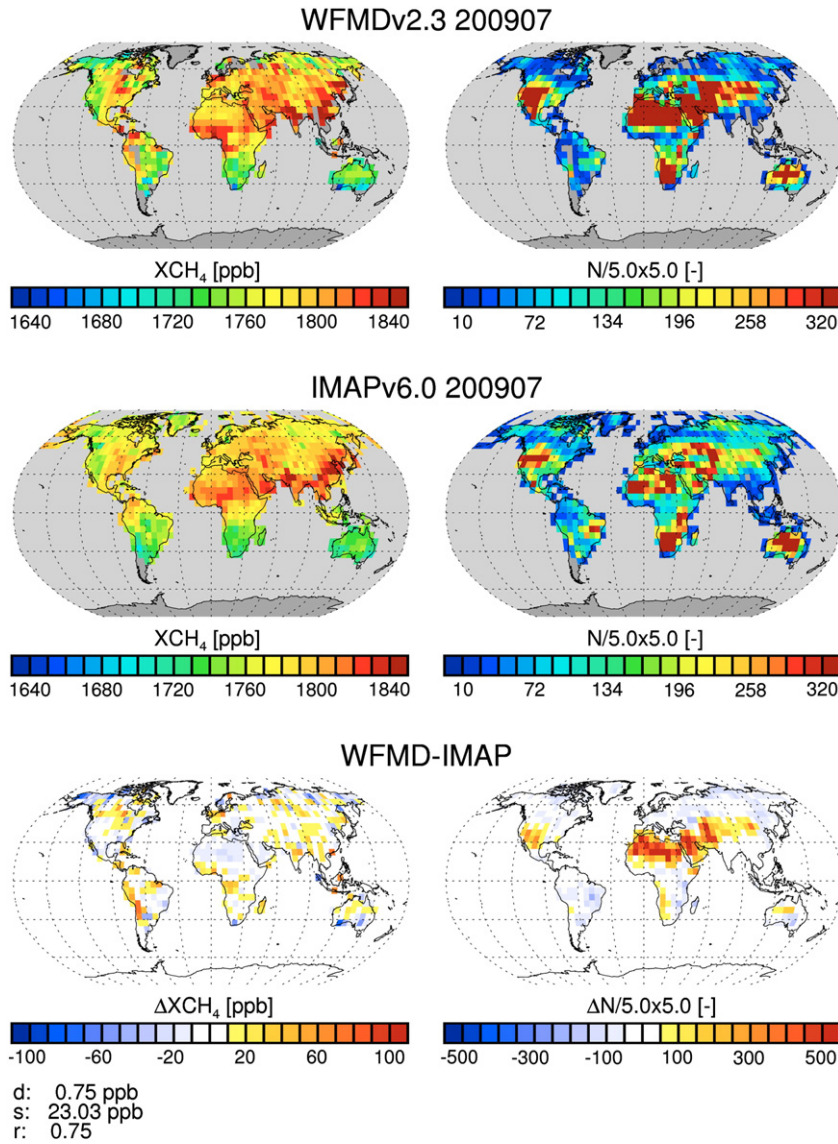 WFMDv2.3 200907
XCH₄ [ppb]
1640 1680 1720 1760 1800 1840
N/5.0x5.0 [-]
10 72 134 196 258 320
IMAPv6.0 200907
XCH₄ [ppb]
1640 1680 1720 1760 1800 1840
N/5.0x5.0 [-]
10 72 134 196 258 320
WFMD-IMAP
ΔXCH₄ [ppb]
-100 -60 -20 20 60 100
ΔN/5.0x5.0 [-]
-500 -300 -100 100 300 500
d: 0.75 ppb
s: 23.03 ppb
r: 0.75